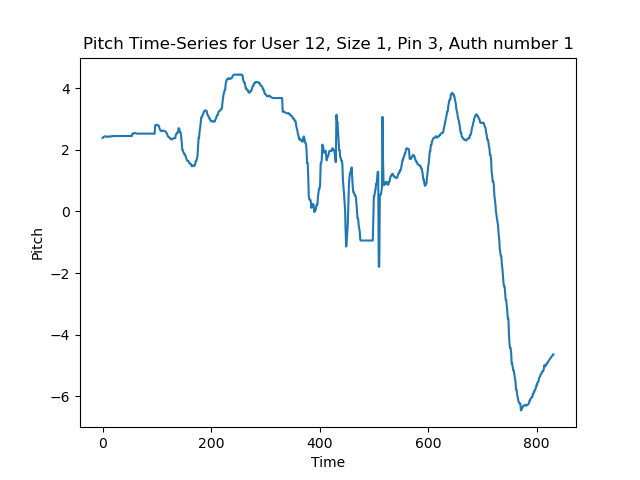 Pitch Time-Series for User 12, Size 1, Pin 3, Auth number 1
4
2
0
−2
−4
−6
Pitch
0 200 400 600 800
Time